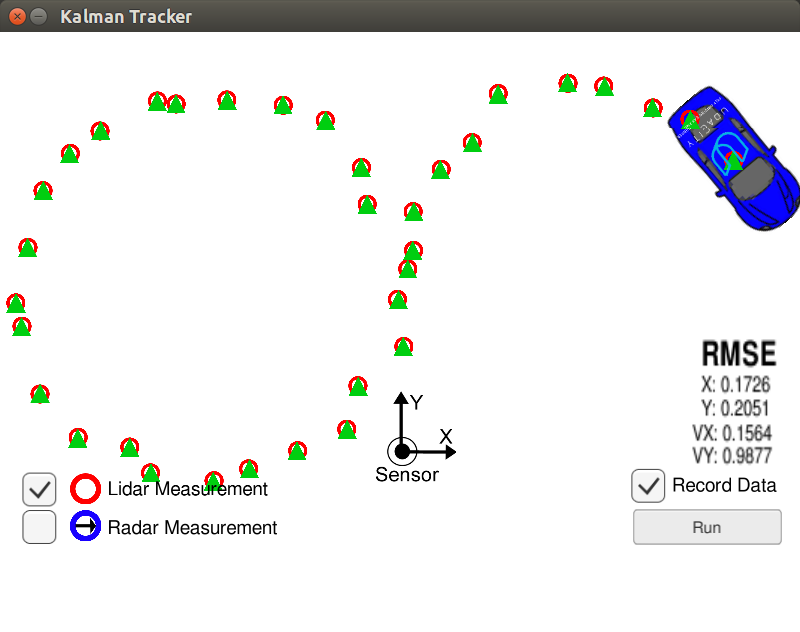 Kalman Tracker
UDACITY
Y
X
Sensor
RMSE
X: 0.1726
Y: 0.2051
VX: 0.1564
VY: 0.9877
Lidar Measurement
Record Data
Radar Measurement
Run